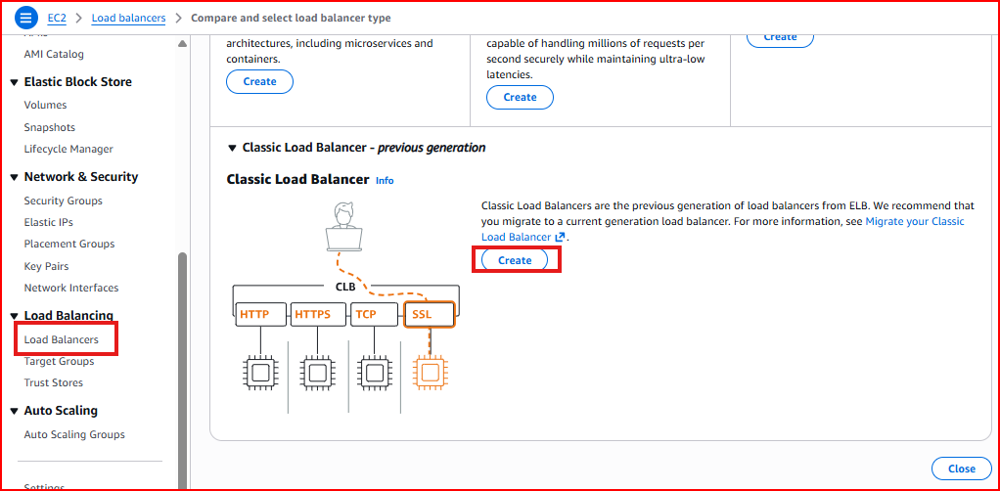 EC2 > Load balancers > Compare and select load balancer type
AMI Catalog
Elastic Block Store
Volumes
Snapshots
Lifecycle Manager
Network & Security
Security Groups
Elastic IPs
Placement Groups
Key Pairs
Network Interfaces
Load Balancing
Load Balancers
Target Groups
Trust Stores
Auto Scaling
Auto Scaling Groups
Settings
architectures, including microservices and
containers.
Create
capable of handling millions of requests per
second securely while maintaining ultra-low
latencies.
Create
Create
Classic Load Balancer - previous generation
Classic Load Balancer Info
Classic Load Balancers are the previous generation of load balancers from ELB. We recommend that
you migrate to a current generation load balancer. For more information, see Migrate your Classic
Load Balancer .
Create
CLB
HTTP HTTPS TCP SSL
Close